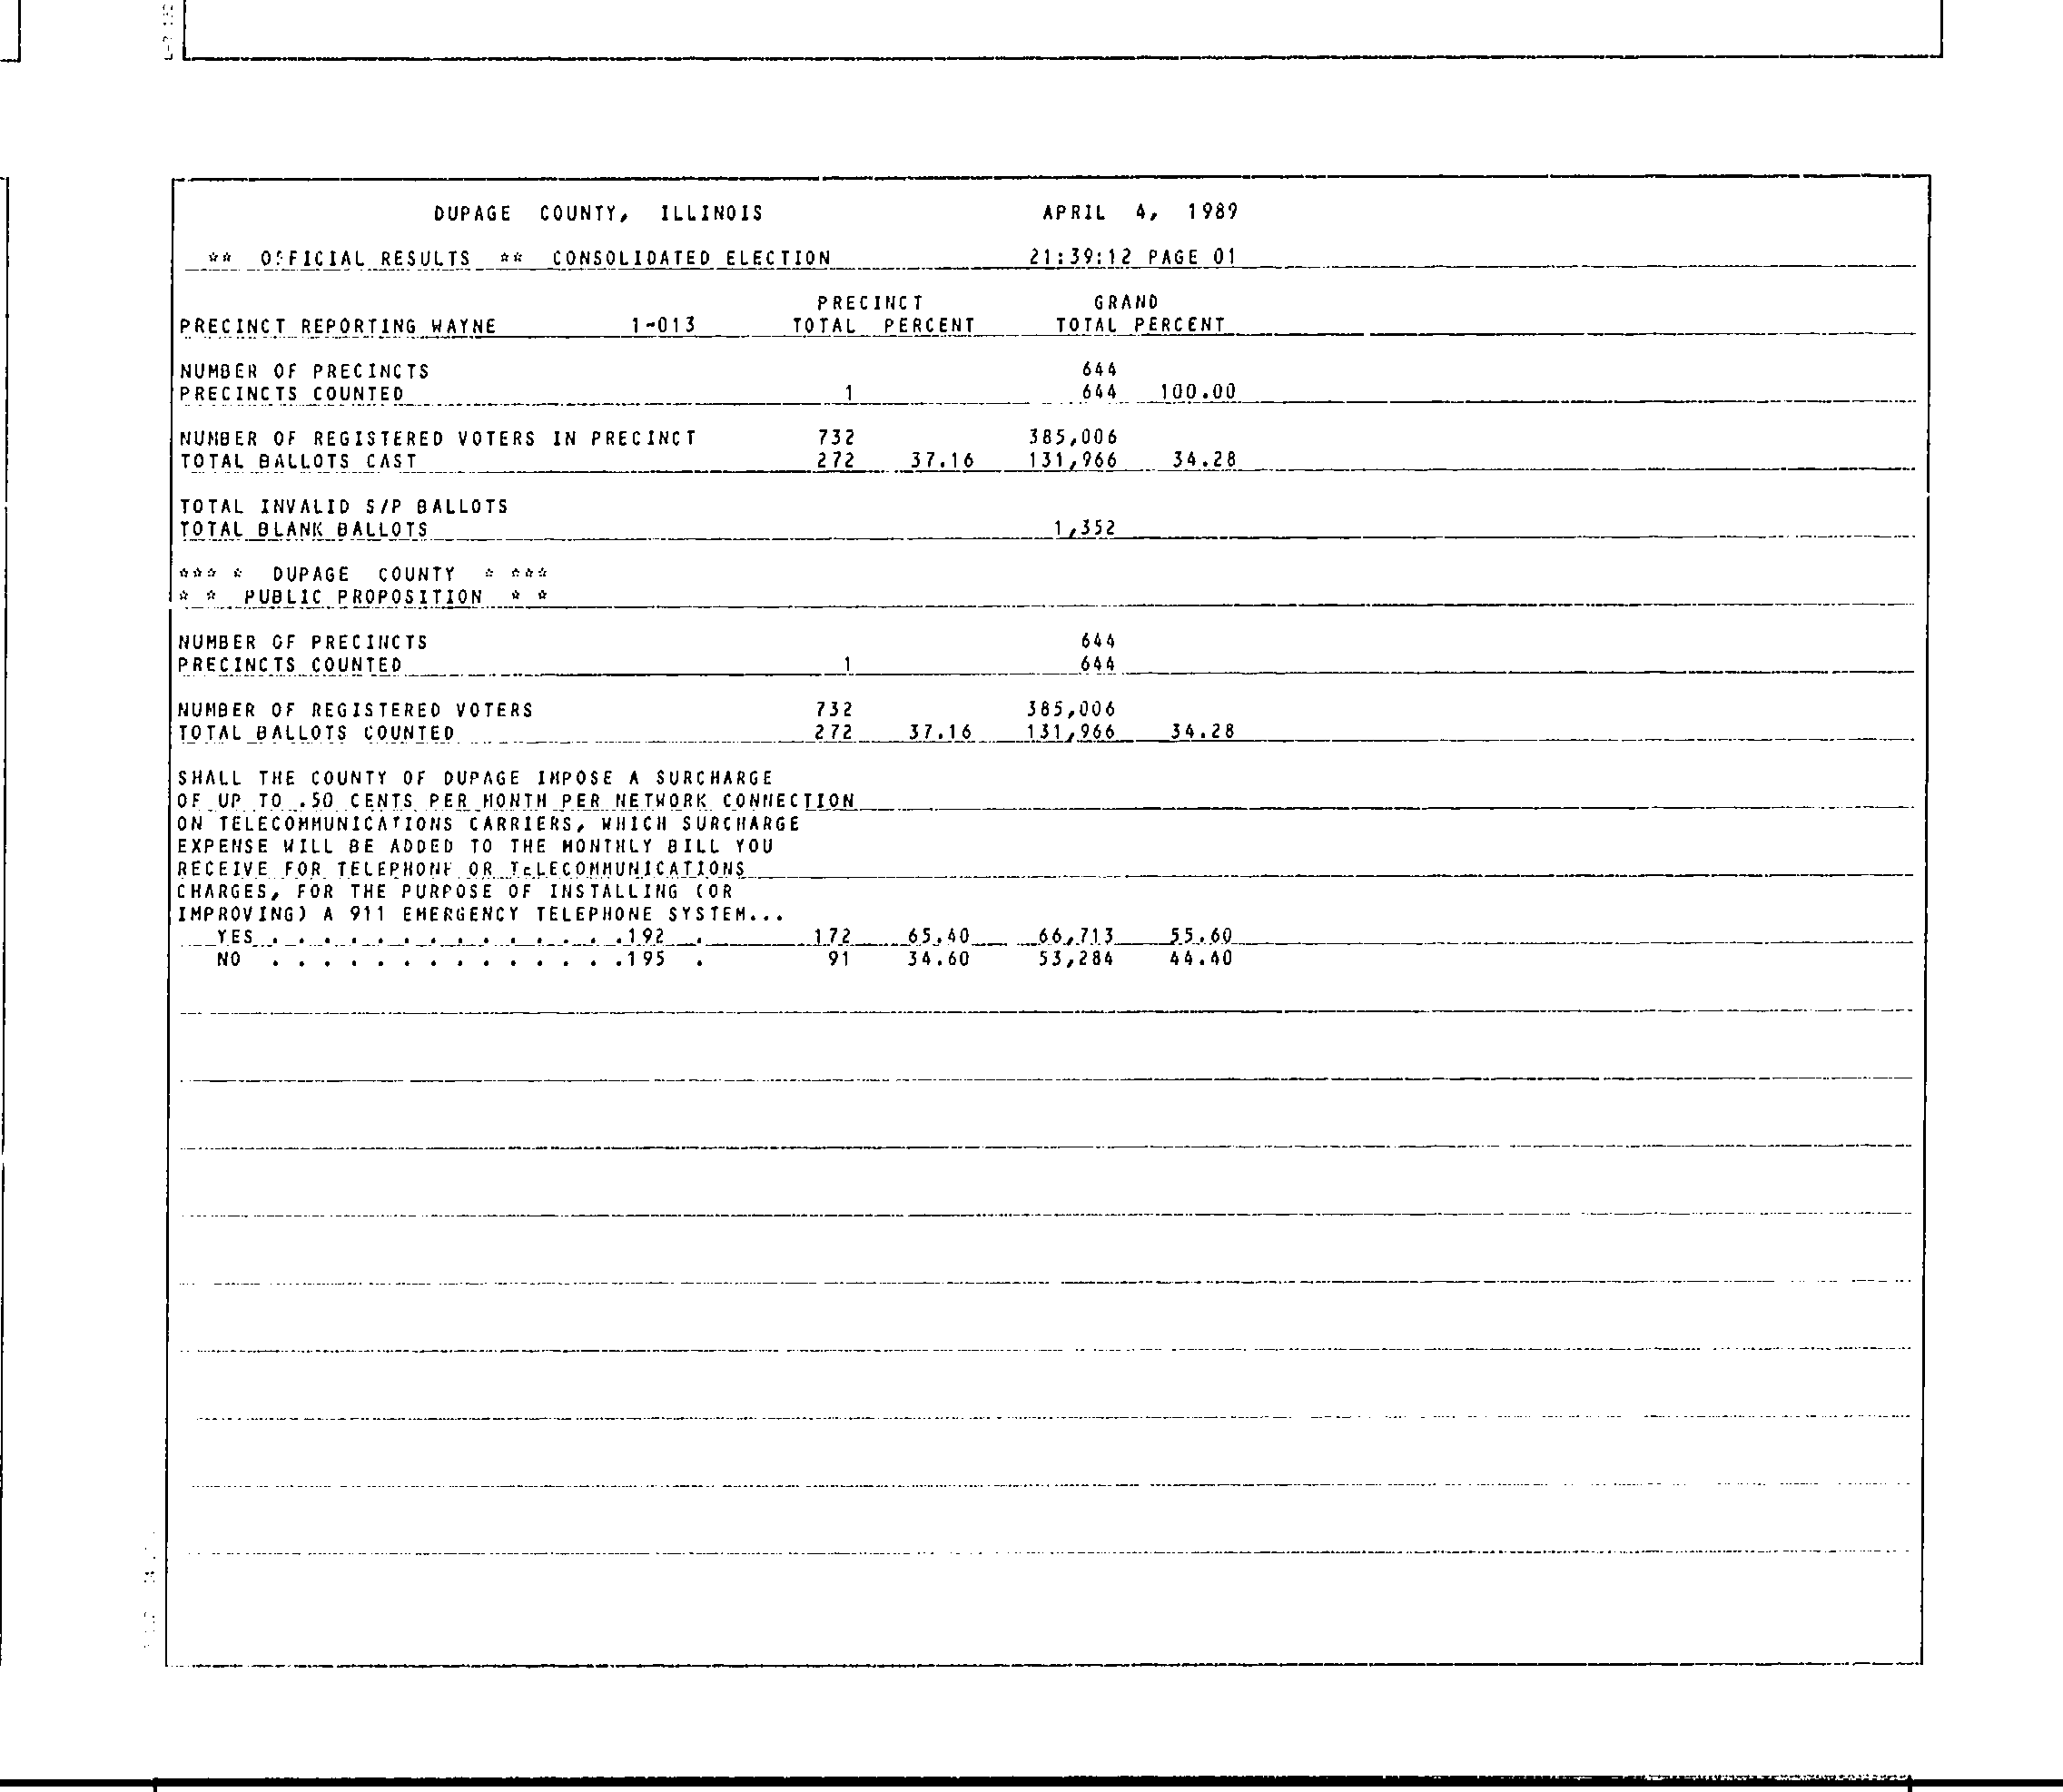 DUPAGE COUNTY, ILLINOIS APRIL 4, 1989
** OFFICIAL RESULTS ** CONSOLIDATED ELECTION 21:39:12 PAGE 01
PRECINCT GRAND
PRECINCT REPORTING WAYNE 1-013 TOTAL PERCENT TOTAL PERCENT
NUMBER OF PRECINCTS 644
PRECINCTS COUNTED 1 644 100.00
NUMBER OF REGISTERED VOTERS IN PRECINCT 732 385,006
TOTAL BALLOTS CAST 272 37.16 131,966 34.28
TOTAL INVALID S/P BALLOTS
TOTAL BLANK BALLOTS 1,352
*** * DUPAGE COUNTY * ***
* * PUBLIC PROPOSITION * *
NUMBER OF PRECINCTS 644
PRECINCTS COUNTED 1 644
NUMBER OF REGISTERED VOTERS 732 385,006
TOTAL BALLOTS COUNTED 272 37.16 131,966 34.28
SHALL THE COUNTY OF DUPAGE IMPOSE A SURCHARGE
OF UP TO .50 CENTS PER MONTH PER NETWORK CONNECTION
ON TELECOMMUNICATIONS CARRIERS, WHICH SURCHARGE
EXPENSE WILL BE ADDED TO THE MONTHLY BILL YOU
RECEIVE FOR TELEPHONE OR TELECOMMUNICATIONS
CHARGES, FOR THE PURPOSE OF INSTALLING (OR
IMPROVING) A 911 EMERGENCY TELEPHONE SYSTEM...
YES . . . . . . . . . . . . . .192 . 172 65.40 66,713 55.60
NO . . . . . . . . . . . . . .195 . 91 34.60 53,284 44.40